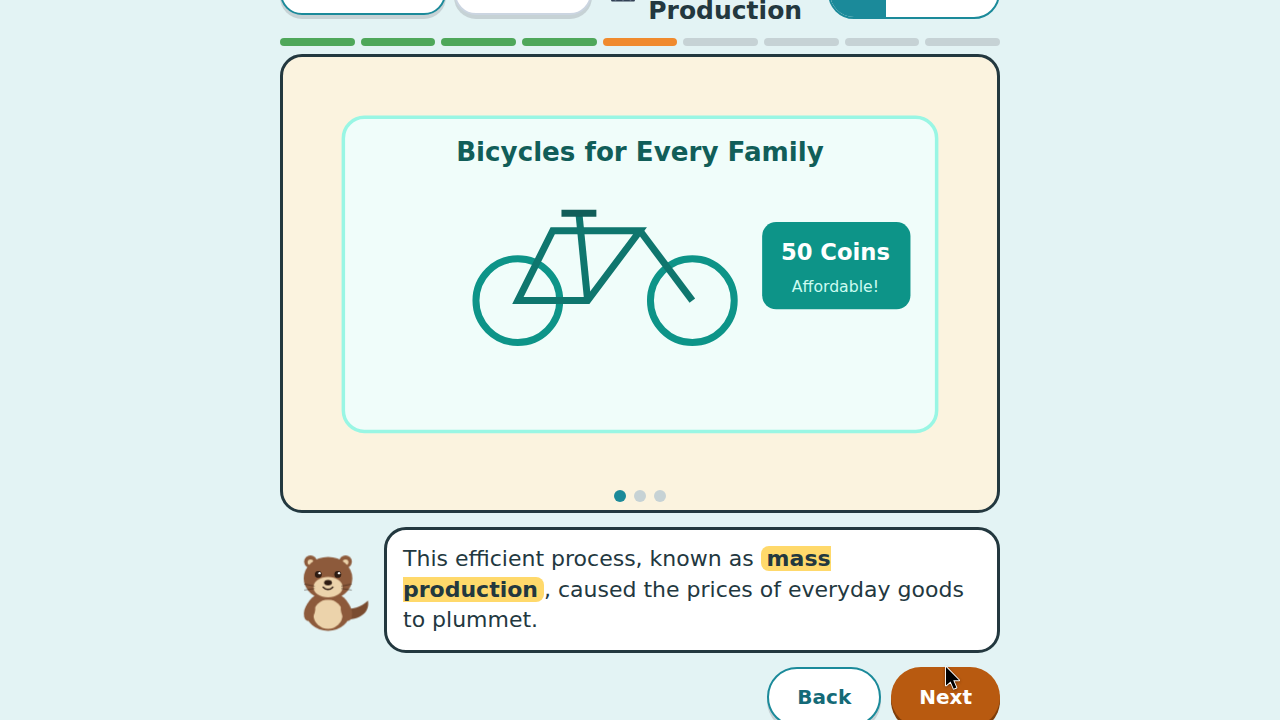 Production
Bicycles for Every Family
50 Coins
Affordable!
This efficient process, known as mass
production, caused the prices of everyday goods
to plummet.
Back
Next